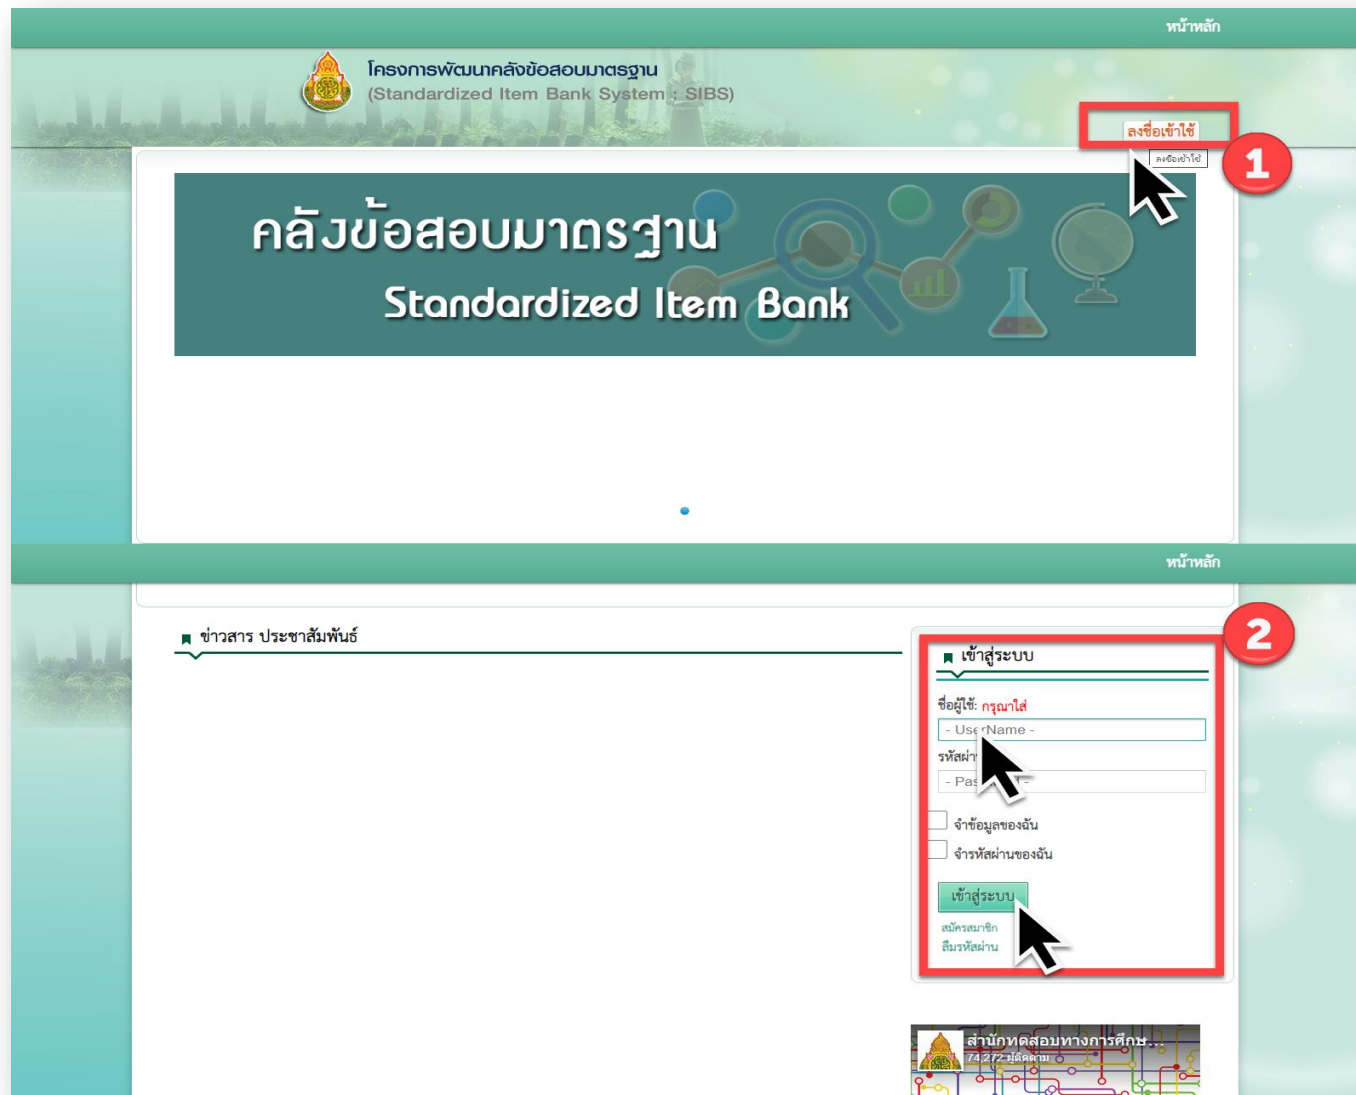 หน้าหลัก
โครงการพัฒนาคลังข้อสอบมาตรฐาน
(Standardized Item Bank System : SIBS)
ลงชื่อเข้าใช้
ลงชื่อเข้าใช้
1
คลังข้อสอบมาตรฐาน
Standardized Item Bank
หน้าหลัก
2
ข่าวสาร ประชาสัมพันธ์
เข้าสู่ระบบ
ชื่อผู้ใช้: กรุณาใส่
- UserName -
จำข้อมูลของฉัน
จำรหัสผ่านของฉัน
เข้าสู่ระบบ
สมัครสมาชิก
ลืมรหัสผ่าน
สำนักทดสอบทางการศึกษ...
74,272 ผู้ติดตาม